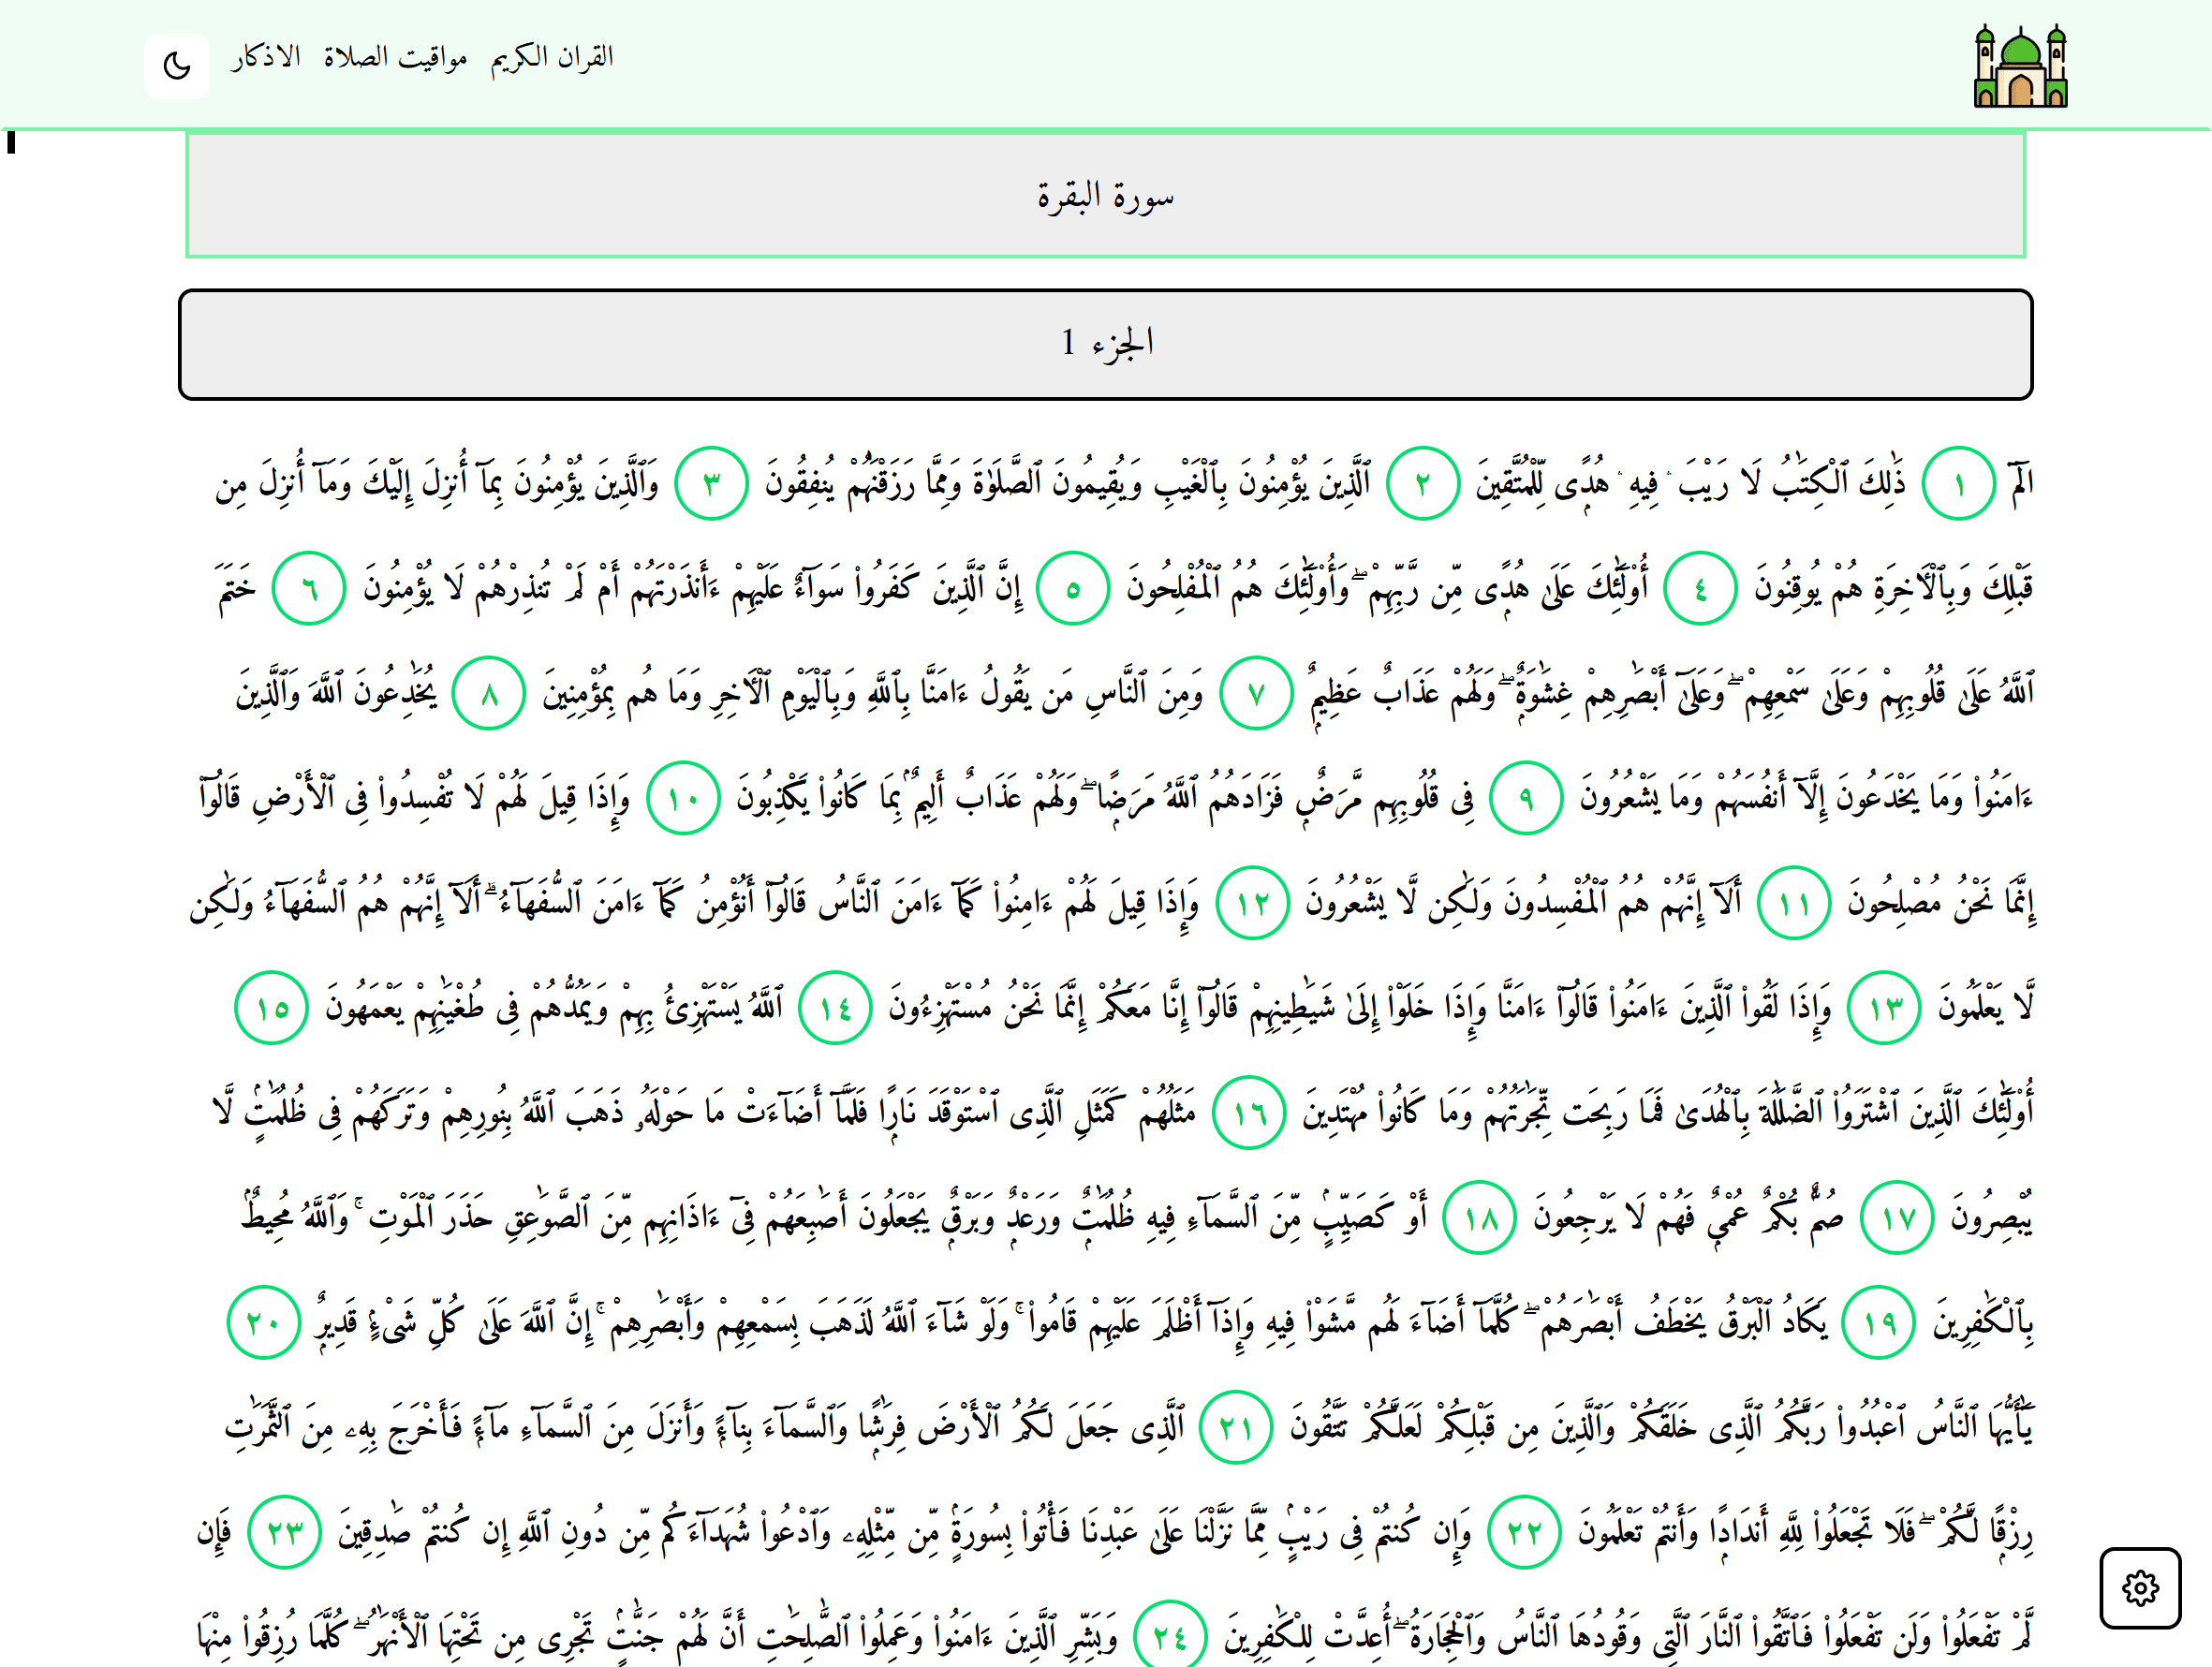 القران الكريم مواقيت الصلاة الاذكار
سورة البقرة
الجزء 1
الٓمٓ ١ ذَٰلِكَ ٱلْكِتَٰبُ لَا رَيْبَ ۛ فِيهِ ۛ هُدًۭى لِّلْمُتَّقِينَ ٢ ٱلَّذِينَ يُؤْمِنُونَ بِٱلْغَيْبِ وَيُقِيمُونَ ٱلصَّلَوٰةَ وَمِمَّا رَزَقْنَٰهُمْ يُنفِقُونَ ٣ وَٱلَّذِينَ يُؤْمِنُونَ بِمَآ أُنزِلَ إِلَيْكَ وَمَآ أُنزِلَ مِن
قَبْلِكَ وَبِٱلْءَاخِرَةِ هُمْ يُوقِنُونَ ٤ أُو۟لَٰٓئِكَ عَلَىٰ هُدًۭى مِّن رَّبِّهِمْ ۖ وَأُو۟لَٰٓئِكَ هُمُ ٱلْمُفْلِحُونَ ٥ إِنَّ ٱلَّذِينَ كَفَرُوا۟ سَوَآءٌ عَلَيْهِمْ ءَأَنذَرْتَهُمْ أَمْ لَمْ تُنذِرْهُمْ لَا يُؤْمِنُونَ ٦ خَتَمَ
ٱللَّهُ عَلَىٰ قُلُوبِهِمْ وَعَلَىٰ سَمْعِهِمْ ۖ وَعَلَىٰٓ أَبْصَٰرِهِمْ غِشَٰوَةٌۭ ۖ وَلَهُمْ عَذَابٌ عَظِيمٌۭ ٧ وَمِنَ ٱلنَّاسِ مَن يَقُولُ ءَامَنَّا بِٱللَّهِ وَبِٱلْيَوْمِ ٱلْءَاخِرِ وَمَا هُم بِمُؤْمِنِينَ ٨ يُخَٰدِعُونَ ٱللَّهَ وَٱلَّذِينَ
ءَامَنُوا۟ وَمَا يَخْدَعُونَ إِلَّآ أَنفُسَهُمْ وَمَا يَشْعُرُونَ ٩ فِى قُلُوبِهِم مَّرَضٌۭ فَزَادَهُمُ ٱللَّهُ مَرَضًۭا ۖ وَلَهُمْ عَذَابٌ أَلِيمٌۢ بِمَا كَانُوا۟ يَكْذِبُونَ ١٠ وَإِذَا قِيلَ لَهُمْ لَا تُفْسِدُوا۟ فِى ٱلْأَرْضِ قَالُوٓا۟
إِنَّمَا نَحْنُ مُصْلِحُونَ ١١ أَلَآ إِنَّهُمْ هُمُ ٱلْمُفْسِدُونَ وَلَٰكِن لَّا يَشْعُرُونَ ١٢ وَإِذَا قِيلَ لَهُمْ ءَامِنُوا۟ كَمَآ ءَامَنَ ٱلنَّاسُ قَالُوٓا۟ أَنُؤْمِنُ كَمَآ ءَامَنَ ٱلسُّفَهَآءُ ۗ أَلَآ إِنَّهُمْ هُمُ ٱلسُّفَهَآءُ وَلَٰكِن
لَّا يَعْلَمُونَ ١٣ وَإِذَا لَقُوا۟ ٱلَّذِينَ ءَامَنُوا۟ قَالُوٓا۟ ءَامَنَّا وَإِذَا خَلَوْا۟ إِلَىٰ شَيَٰطِينِهِمْ قَالُوٓا۟ إِنَّا مَعَكُمْ إِنَّمَا نَحْنُ مُسْتَهْزِءُونَ ١٤ ٱللَّهُ يَسْتَهْزِئُ بِهِمْ وَيَمُدُّهُمْ فِى طُغْيَٰنِهِمْ يَعْمَهُونَ ١٥
أُو۟لَٰٓئِكَ ٱلَّذِينَ ٱشْتَرَوُا۟ ٱلضَّلَٰلَةَ بِٱلْهُدَىٰ فَمَا رَبِحَت تِّجَٰرَتُهُمْ وَمَا كَانُوا۟ مُهْتَدِينَ ١٦ مَثَلُهُمْ كَمَثَلِ ٱلَّذِى ٱسْتَوْقَدَ نَارًۭا فَلَمَّآ أَضَآءَتْ مَا حَوْلَهُۥ ذَهَبَ ٱللَّهُ بِنُورِهِمْ وَتَرَكَهُمْ فِى ظُلُمَٰتٍۢ لَّا
يُبْصِرُونَ ١٧ صُمٌّۢ بُكْمٌ عُمْىٌۭ فَهُمْ لَا يَرْجِعُونَ ١٨ أَوْ كَصَيِّبٍۢ مِّنَ ٱلسَّمَآءِ فِيهِ ظُلُمَٰتٌۭ وَرَعْدٌۭ وَبَرْقٌۭ يَجْعَلُونَ أَصَٰبِعَهُمْ فِىٓ ءَاذَانِهِم مِّنَ ٱلصَّوَٰعِقِ حَذَرَ ٱلْمَوْتِ ۚ وَٱللَّهُ مُحِيطٌۢ
بِٱلْكَٰفِرِينَ ١٩ يَكَادُ ٱلْبَرْقُ يَخْطَفُ أَبْصَٰرَهُمْ ۖ كُلَّمَآ أَضَآءَ لَهُم مَّشَوْا۟ فِيهِ وَإِذَآ أَظْلَمَ عَلَيْهِمْ قَامُوا۟ ۚ وَلَوْ شَآءَ ٱللَّهُ لَذَهَبَ بِسَمْعِهِمْ وَأَبْصَٰرِهِمْ ۚ إِنَّ ٱللَّهَ عَلَىٰ كُلِّ شَىْءٍۢ قَدِيرٌۭ ٢٠
يَٰٓأَيُّهَا ٱلنَّاسُ ٱعْبُدُوا۟ رَبَّكُمُ ٱلَّذِى خَلَقَكُمْ وَٱلَّذِينَ مِن قَبْلِكُمْ لَعَلَّكُمْ تَتَّقُونَ ٢١ ٱلَّذِى جَعَلَ لَكُمُ ٱلْأَرْضَ فِرَٰشًۭا وَٱلسَّمَآءَ بِنَآءًۭ وَأَنزَلَ مِنَ ٱلسَّمَآءِ مَآءًۭ فَأَخْرَجَ بِهِۦ مِنَ ٱلثَّمَرَٰتِ
رِزْقًۭا لَّكُمْ ۖ فَلَا تَجْعَلُوا۟ لِلَّهِ أَندَادًۭا وَأَنتُمْ تَعْلَمُونَ ٢٢ وَإِن كُنتُمْ فِى رَيْبٍۢ مِّمَّا نَزَّلْنَا عَلَىٰ عَبْدِنَا فَأْتُوا۟ بِسُورَةٍۢ مِّن مِّثْلِهِۦ وَٱدْعُوا۟ شُهَدَآءَكُم مِّن دُونِ ٱللَّهِ إِن كُنتُمْ صَٰدِقِينَ ٢٣ فَإِن
لَّمْ تَفْعَلُوا۟ وَلَن تَفْعَلُوا۟ فَٱتَّقُوا۟ ٱلنَّارَ ٱلَّتِى وَقُودُهَا ٱلنَّاسُ وَٱلْحِجَارَةُ ۖ أُعِدَّتْ لِلْكَٰفِرِينَ ٢٤ وَبَشِّرِ ٱلَّذِينَ ءَامَنُوا۟ وَعَمِلُوا۟ ٱلصَّٰلِحَٰتِ أَنَّ لَهُمْ جَنَّٰتٍۢ تَجْرِى مِن تَحْتِهَا ٱلْأَنْهَٰرُ ۖ كُلَّمَا رُزِقُوا۟ مِنْهَا